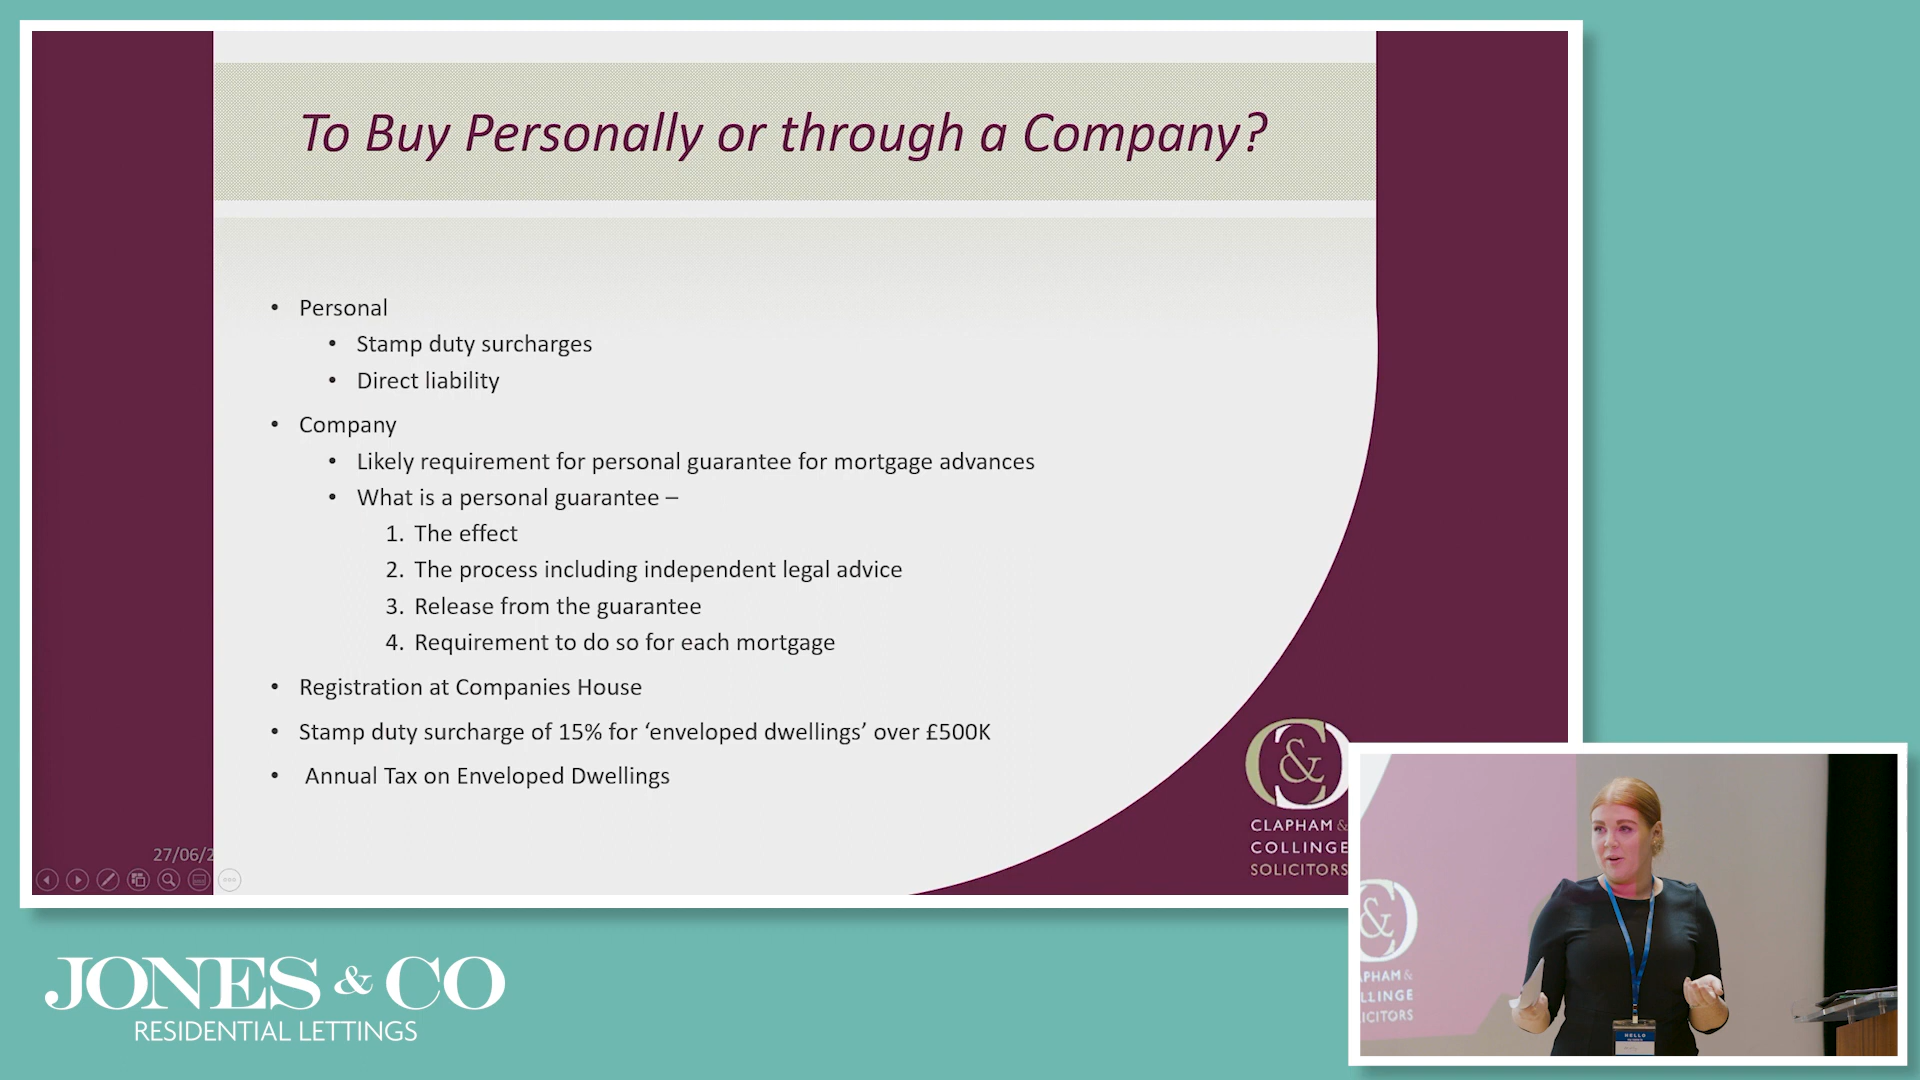 To Buy Personally or through a Company?
• Personal
• Stamp duty surcharges
• Direct liability
• Company
• Likely requirement for personal guarantee for mortgage advances
• What is a personal guarantee –
1. The effect
2. The process including independent legal advice
3. Release from the guarantee
4. Requirement to do so for each mortgage
• Registration at Companies House
• Stamp duty surcharge of 15% for ‘enveloped dwellings’ over £500K
• Annual Tax on Enveloped Dwellings
27/06/2
C&C
CLAPHAM &
COLLINGE
SOLICITORS
&
APHAM &
LLINGE
ICITORS
HELLO
JONES & CO
RESIDENTIAL LETTINGS